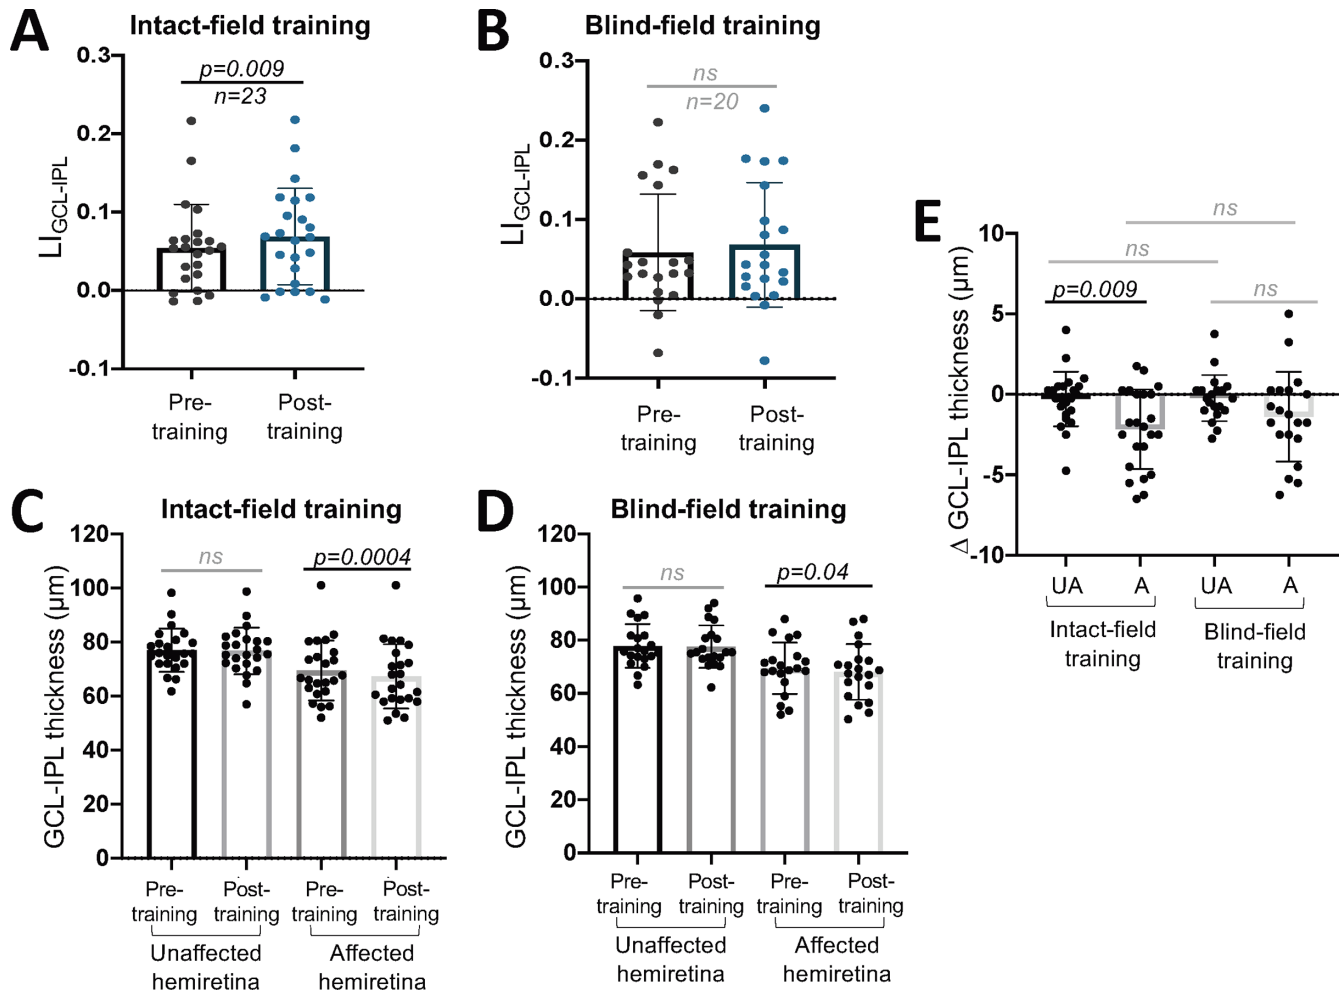 A
Intact-field training
0.3
0.2
0.1
0.0
-0.1
LIGCL-IPL
p=0.009
n=23
Pre-
training
Post-
training
B
Blind-field training
0.3
0.2
0.1
0.0
-0.1
LIGCL-IPL
ns
n=20
Pre-
training
Post-
training
C
Intact-field training
120
100
80
60
40
20
0
GCL-IPL thickness (μm)
ns
p=0.0004
Pre-
training
Post-
training
Pre-
training
Post-
training
Unaffected
hemiretina
Affected
hemiretina
D
Blind-field training
120
100
80
60
40
20
0
GCL-IPL thickness (μm)
ns
p=0.04
Pre-
training
Post-
training
Pre-
training
Post-
training
Unaffected
hemiretina
Affected
hemiretina
E
10
5
0
-5
-10
Δ GCL-IPL thickness (μm)
ns
ns
p=0.009
ns
UA
A
UA
A
Intact-field
training
Blind-field
training